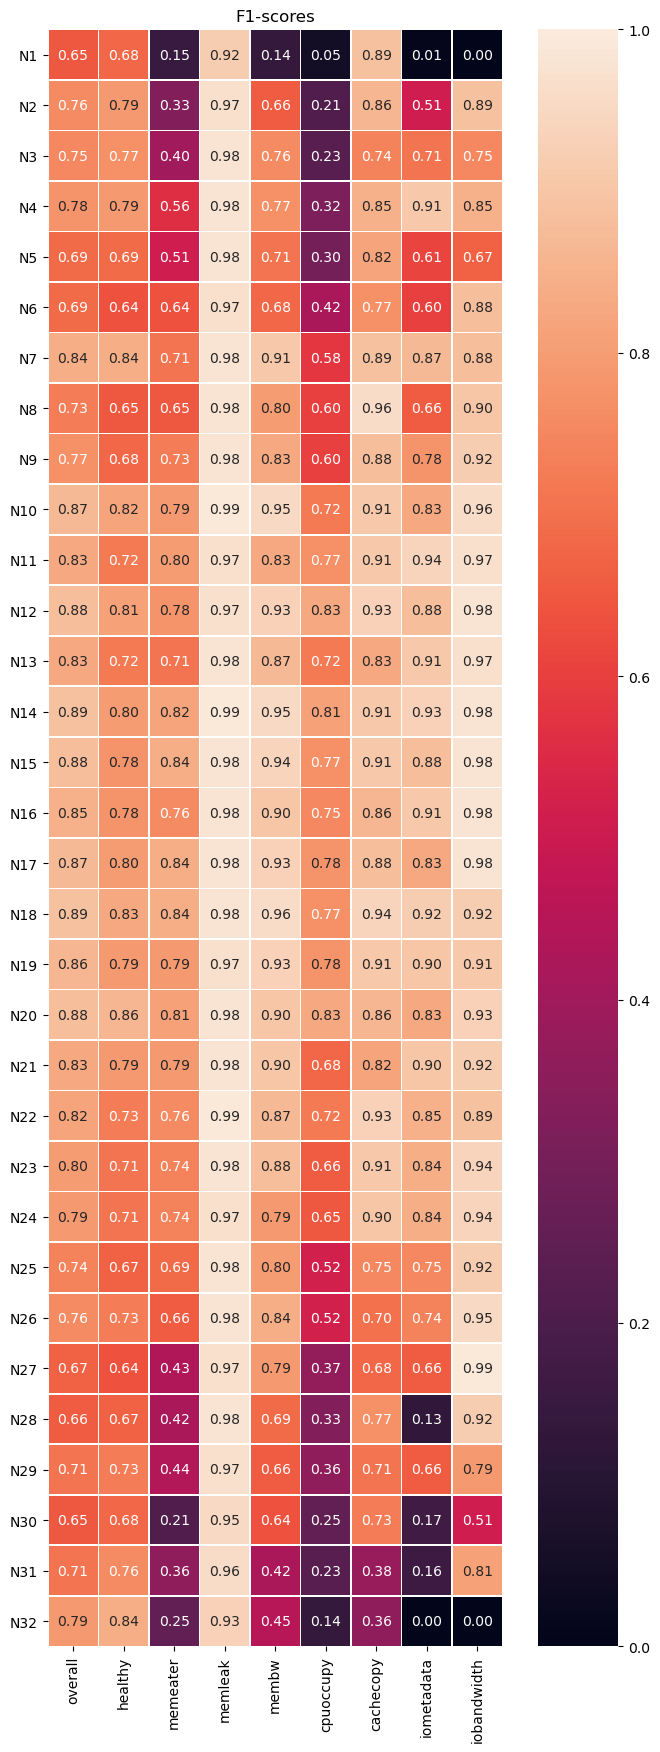 F1-scores
N1 0.65 0.68 0.15 0.92 0.14 0.05 0.89 0.01 0.00
N2 0.76 0.79 0.33 0.97 0.66 0.21 0.86 0.51 0.89
N3 0.75 0.77 0.40 0.98 0.76 0.23 0.74 0.71 0.75
N4 0.78 0.79 0.56 0.98 0.77 0.32 0.85 0.91 0.85
N5 0.69 0.69 0.51 0.98 0.71 0.30 0.82 0.61 0.67
N6 0.69 0.64 0.64 0.97 0.68 0.42 0.77 0.60 0.88
N7 0.84 0.84 0.71 0.98 0.91 0.58 0.89 0.87 0.88
N8 0.73 0.65 0.65 0.98 0.80 0.60 0.96 0.66 0.90
N9 0.77 0.68 0.73 0.98 0.83 0.60 0.88 0.78 0.92
N10 0.87 0.82 0.79 0.99 0.95 0.72 0.91 0.83 0.96
N11 0.83 0.72 0.80 0.97 0.83 0.77 0.91 0.94 0.97
N12 0.88 0.81 0.78 0.97 0.93 0.83 0.93 0.88 0.98
N13 0.83 0.72 0.71 0.98 0.87 0.72 0.83 0.91 0.97
N14 0.89 0.80 0.82 0.99 0.95 0.81 0.91 0.93 0.98
N15 0.88 0.78 0.84 0.98 0.94 0.77 0.91 0.88 0.98
N16 0.85 0.78 0.76 0.98 0.90 0.75 0.86 0.91 0.98
N17 0.87 0.80 0.84 0.98 0.93 0.78 0.88 0.83 0.98
N18 0.89 0.83 0.84 0.98 0.96 0.77 0.94 0.92 0.92
N19 0.86 0.79 0.79 0.97 0.93 0.78 0.91 0.90 0.91
N20 0.88 0.86 0.81 0.98 0.90 0.83 0.86 0.83 0.93
N21 0.83 0.79 0.79 0.98 0.90 0.68 0.82 0.90 0.92
N22 0.82 0.73 0.76 0.99 0.87 0.72 0.93 0.85 0.89
N23 0.80 0.71 0.74 0.98 0.88 0.66 0.91 0.84 0.94
N24 0.79 0.71 0.74 0.97 0.79 0.65 0.90 0.84 0.94
N25 0.74 0.67 0.69 0.98 0.80 0.52 0.75 0.75 0.92
N26 0.76 0.73 0.66 0.98 0.84 0.52 0.70 0.74 0.95
N27 0.67 0.64 0.43 0.97 0.79 0.37 0.68 0.66 0.99
N28 0.66 0.67 0.42 0.98 0.69 0.33 0.77 0.13 0.92
N29 0.71 0.73 0.44 0.97 0.66 0.36 0.71 0.66 0.79
N30 0.65 0.68 0.21 0.95 0.64 0.25 0.73 0.17 0.51
N31 0.71 0.76 0.36 0.96 0.42 0.23 0.38 0.16 0.81
N32 0.79 0.84 0.25 0.93 0.45 0.14 0.36 0.00 0.00
overall healthy memeater memleak membw cpuoccupy cachecopy iometadata iobandwidth
1.0
0.8
0.6
0.4
0.2
0.0